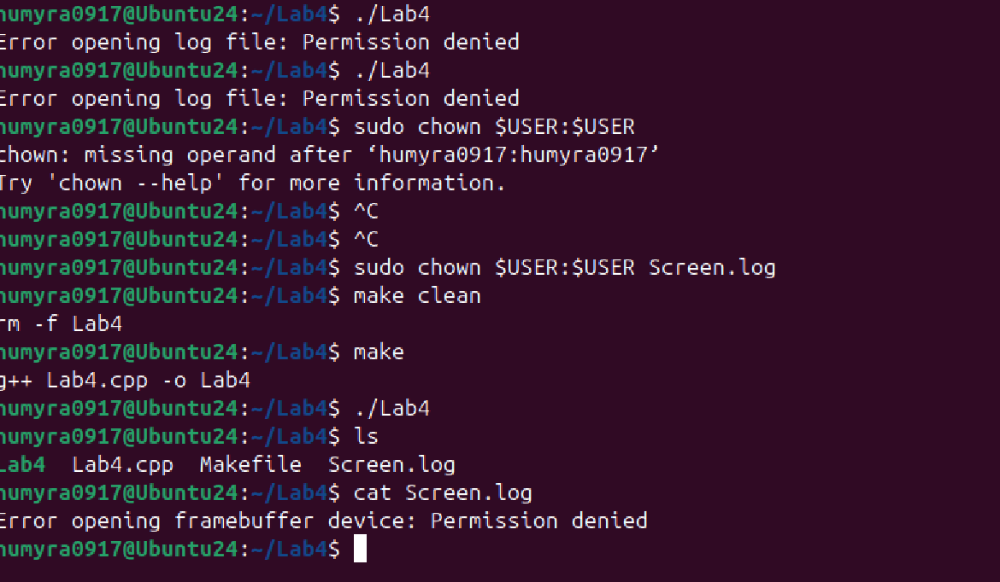 humyra0917@Ubuntu24:~/Lab4$ ./Lab4
Error opening log file: Permission denied
humyra0917@Ubuntu24:~/Lab4$ ./Lab4
Error opening log file: Permission denied
humyra0917@Ubuntu24:~/Lab4$ sudo chown $USER:$USER
chown: missing operand after ‘humyra0917:humyra0917’
Try 'chown --help' for more information.
humyra0917@Ubuntu24:~/Lab4$ ^C
humyra0917@Ubuntu24:~/Lab4$ ^C
humyra0917@Ubuntu24:~/Lab4$ sudo chown $USER:$USER Screen.log
humyra0917@Ubuntu24:~/Lab4$ make clean
rm -f Lab4
humyra0917@Ubuntu24:~/Lab4$ make
g++ Lab4.cpp -o Lab4
humyra0917@Ubuntu24:~/Lab4$ ./Lab4
humyra0917@Ubuntu24:~/Lab4$ ls
Lab4  Lab4.cpp  Makefile  Screen.log
humyra0917@Ubuntu24:~/Lab4$ cat Screen.log
Error opening framebuffer device: Permission denied
humyra0917@Ubuntu24:~/Lab4$